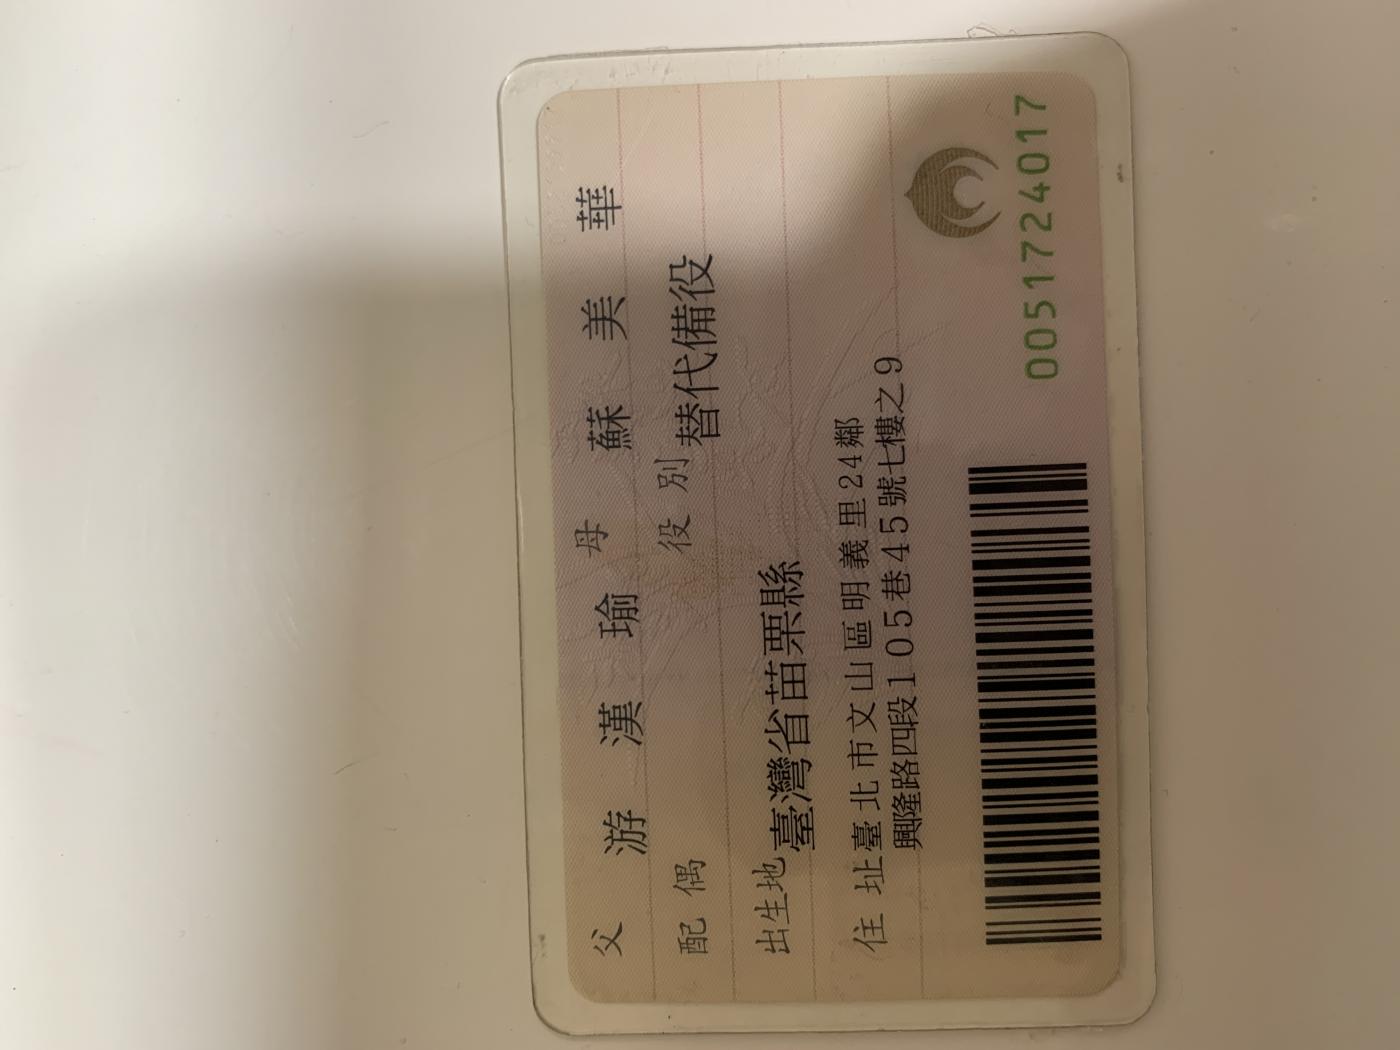 父 游漢瑜 母 蘇美華
配偶 役別 替代備役
出生地 臺灣省苗栗縣
住址 臺北市文山區明義里24鄰
興隆路四段105巷45號七樓之9
0051724017